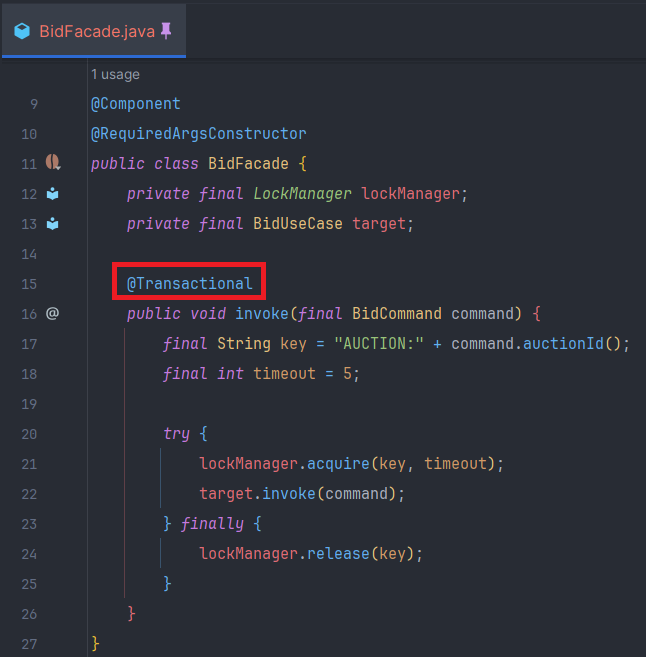 BidFacade.java
1 usage
9 @Component
10 @RequiredArgsConstructor
11 public class BidFacade {
12 private final LockManager lockManager;
13 private final BidUseCase target;
14
15 @Transactional
16 @ public void invoke(final BidCommand command) {
17 final String key = "AUCTION:" + command.auctionId();
18 final int timeout = 5;
19
20 try {
21 lockManager.acquire(key, timeout);
22 target.invoke(command);
23 } finally {
24 lockManager.release(key);
25 }
26 }
27 }